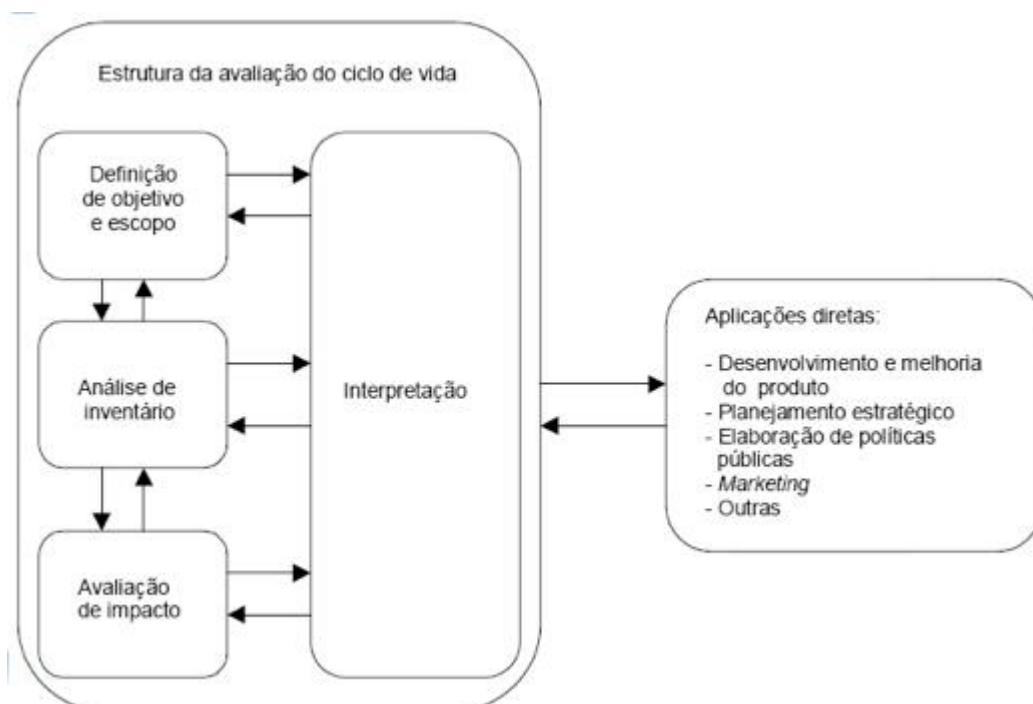 Estrutura da avaliação do ciclo de vida
Definição
de objetivo
e escopo
Análise de
inventário
Avaliação
de impacto
Interpretação
Aplicações diretas:
- Desenvolvimento e melhoria
do produto
- Planejamento estratégico
- Elaboração de políticas
públicas
- Marketing
- Outras